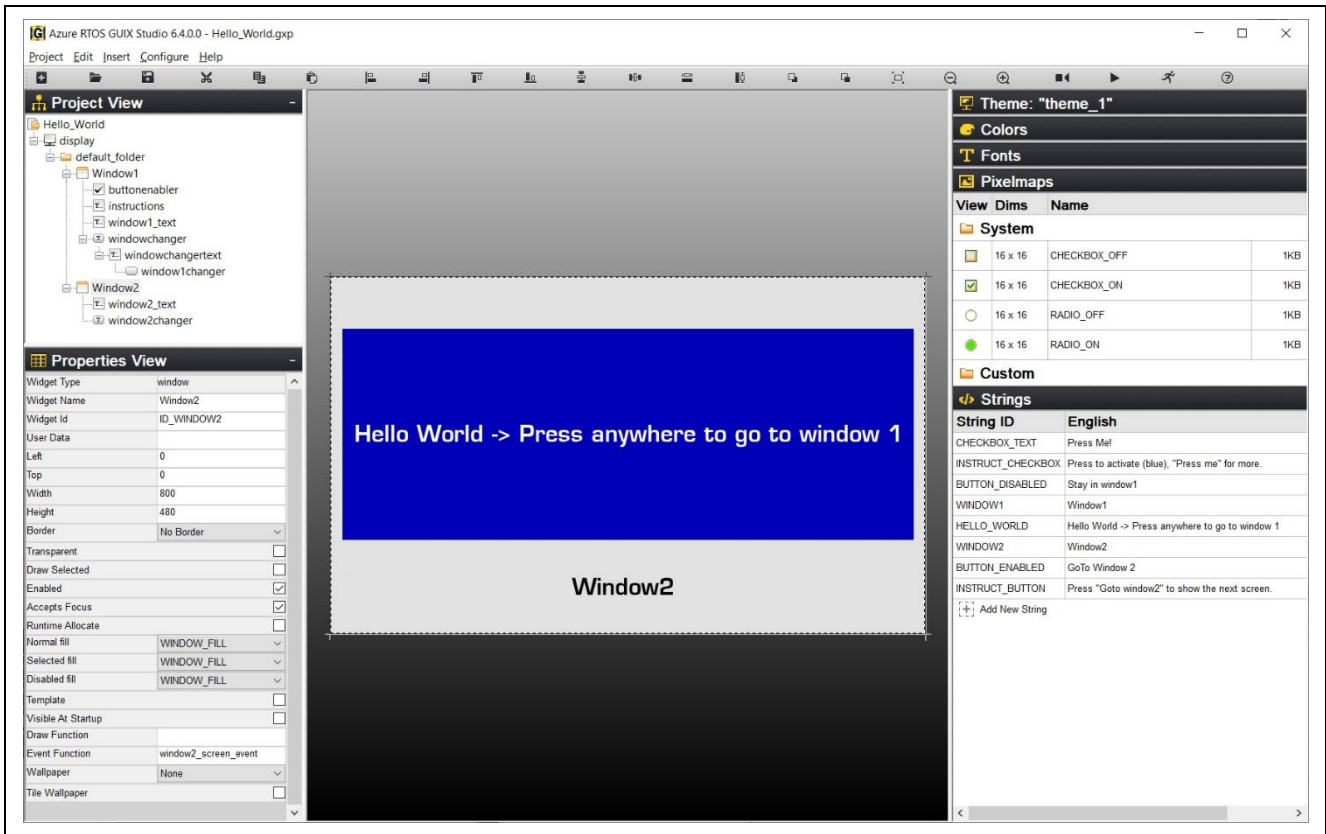 Azure RTOS GUIX Studio 6.4.0.0 - Hello_World.gxp
Project Edit Insert Configure Help
Project View
Hello_World
display
default_folder
Window1
buttonenabler
instructions
window1_text
windowchanger
windowchangertext
window1changer
Window2
window2_text
window2changer
Properties View
Widget Type window
Widget Name Window2
Widget Id ID_WINDOW2
User Data
Left 0
Top 0
Width 800
Height 480
Border No Border
Transparent
Draw Selected
Enabled
Accepts Focus
Runtime Allocate
Normal fill WINDOW_FILL
Selected fill WINDOW_FILL
Disabled fill WINDOW_FILL
Template
Visible At Startup
Draw Function
Event Function window2_screen_event
Wallpaper None
Tile Wallpaper
Hello World -> Press anywhere to go to window 1
Window2
Theme: "theme_1"
Colors
Fonts
Pixelmaps
View Dims Name
System
16 x 16 CHECKBOX_OFF 1KB
16 x 16 CHECKBOX_ON 1KB
16 x 16 RADIO_OFF 1KB
16 x 16 RADIO_ON 1KB
Custom
Strings
String ID English
CHECKBOX_TEXT Press Me!
INSTRUCT_CHECKBOX Press to activate (blue), "Press me" for more.
BUTTON_DISABLED Stay in window1
WINDOW1 Window1
HELLO_WORLD Hello World -> Press anywhere to go to window 1
WINDOW2 Window2
BUTTON_ENABLED GoTo Window 2
INSTRUCT_BUTTON Press "Goto window2" to show the next screen.
Add New String